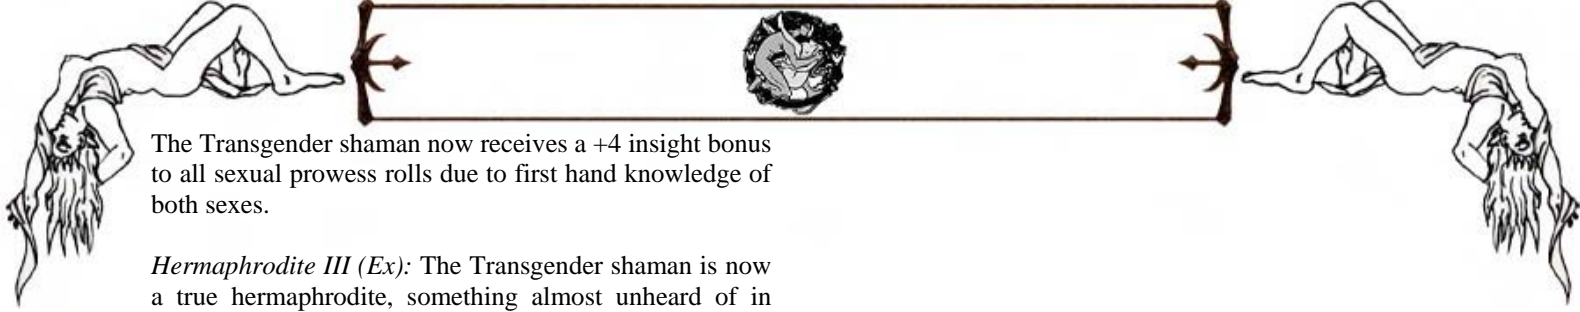 The Transgender shaman now receives a +4 insight bonus
to all sexual prowess rolls due to first hand knowledge of
both sexes.
Hermaphrodite III (Ex): The Transgender shaman is now
a true hermaphrodite, something almost unheard of in